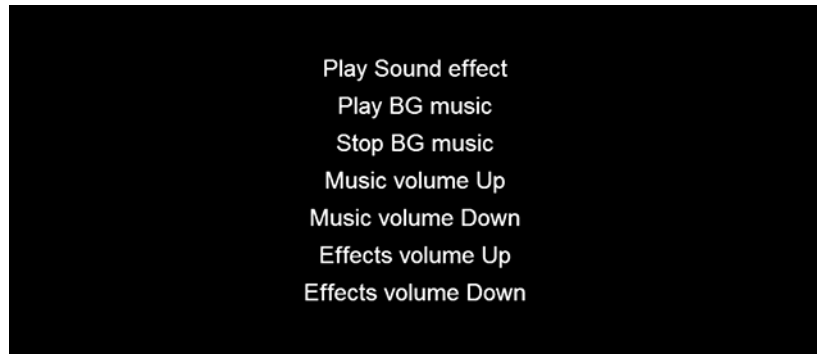 Play Sound effect
Play BG music
Stop BG music
Music volume Up
Music volume Down
Effects volume Up
Effects volume Down